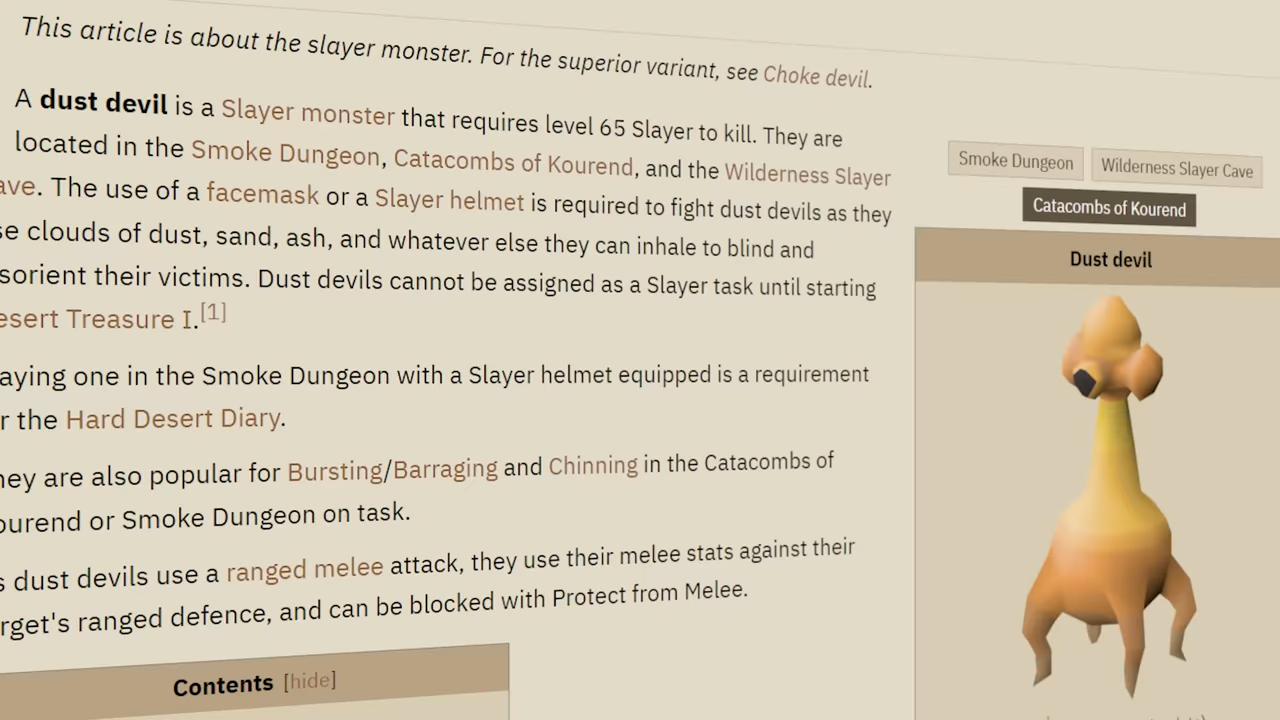 This article is about the slayer monster. For the superior variant, see Choke devil.
A dust devil is a Slayer monster that requires level 65 Slayer to kill. They are
located in the Smoke Dungeon, Catacombs of Kourend, and the Wilderness Slayer
ave. The use of a facemask or a Slayer helmet is required to fight dust devils as they
se clouds of dust, sand, ash, and whatever else they can inhale to blind and
sorient their victims. Dust devils cannot be assigned as a Slayer task until starting
esert Treasure I.[1]
aying one in the Smoke Dungeon with a Slayer helmet equipped is a requirement
r the Hard Desert Diary.
hey are also popular for Bursting/Barraging and Chinning in the Catacombs of
ourend or Smoke Dungeon on task.
s dust devils use a ranged melee attack, they use their melee stats against their
rget's ranged defence, and can be blocked with Protect from Melee.
Contents [hide]
Smoke Dungeon
Wilderness Slayer Cave
Catacombs of Kourend
Dust devil